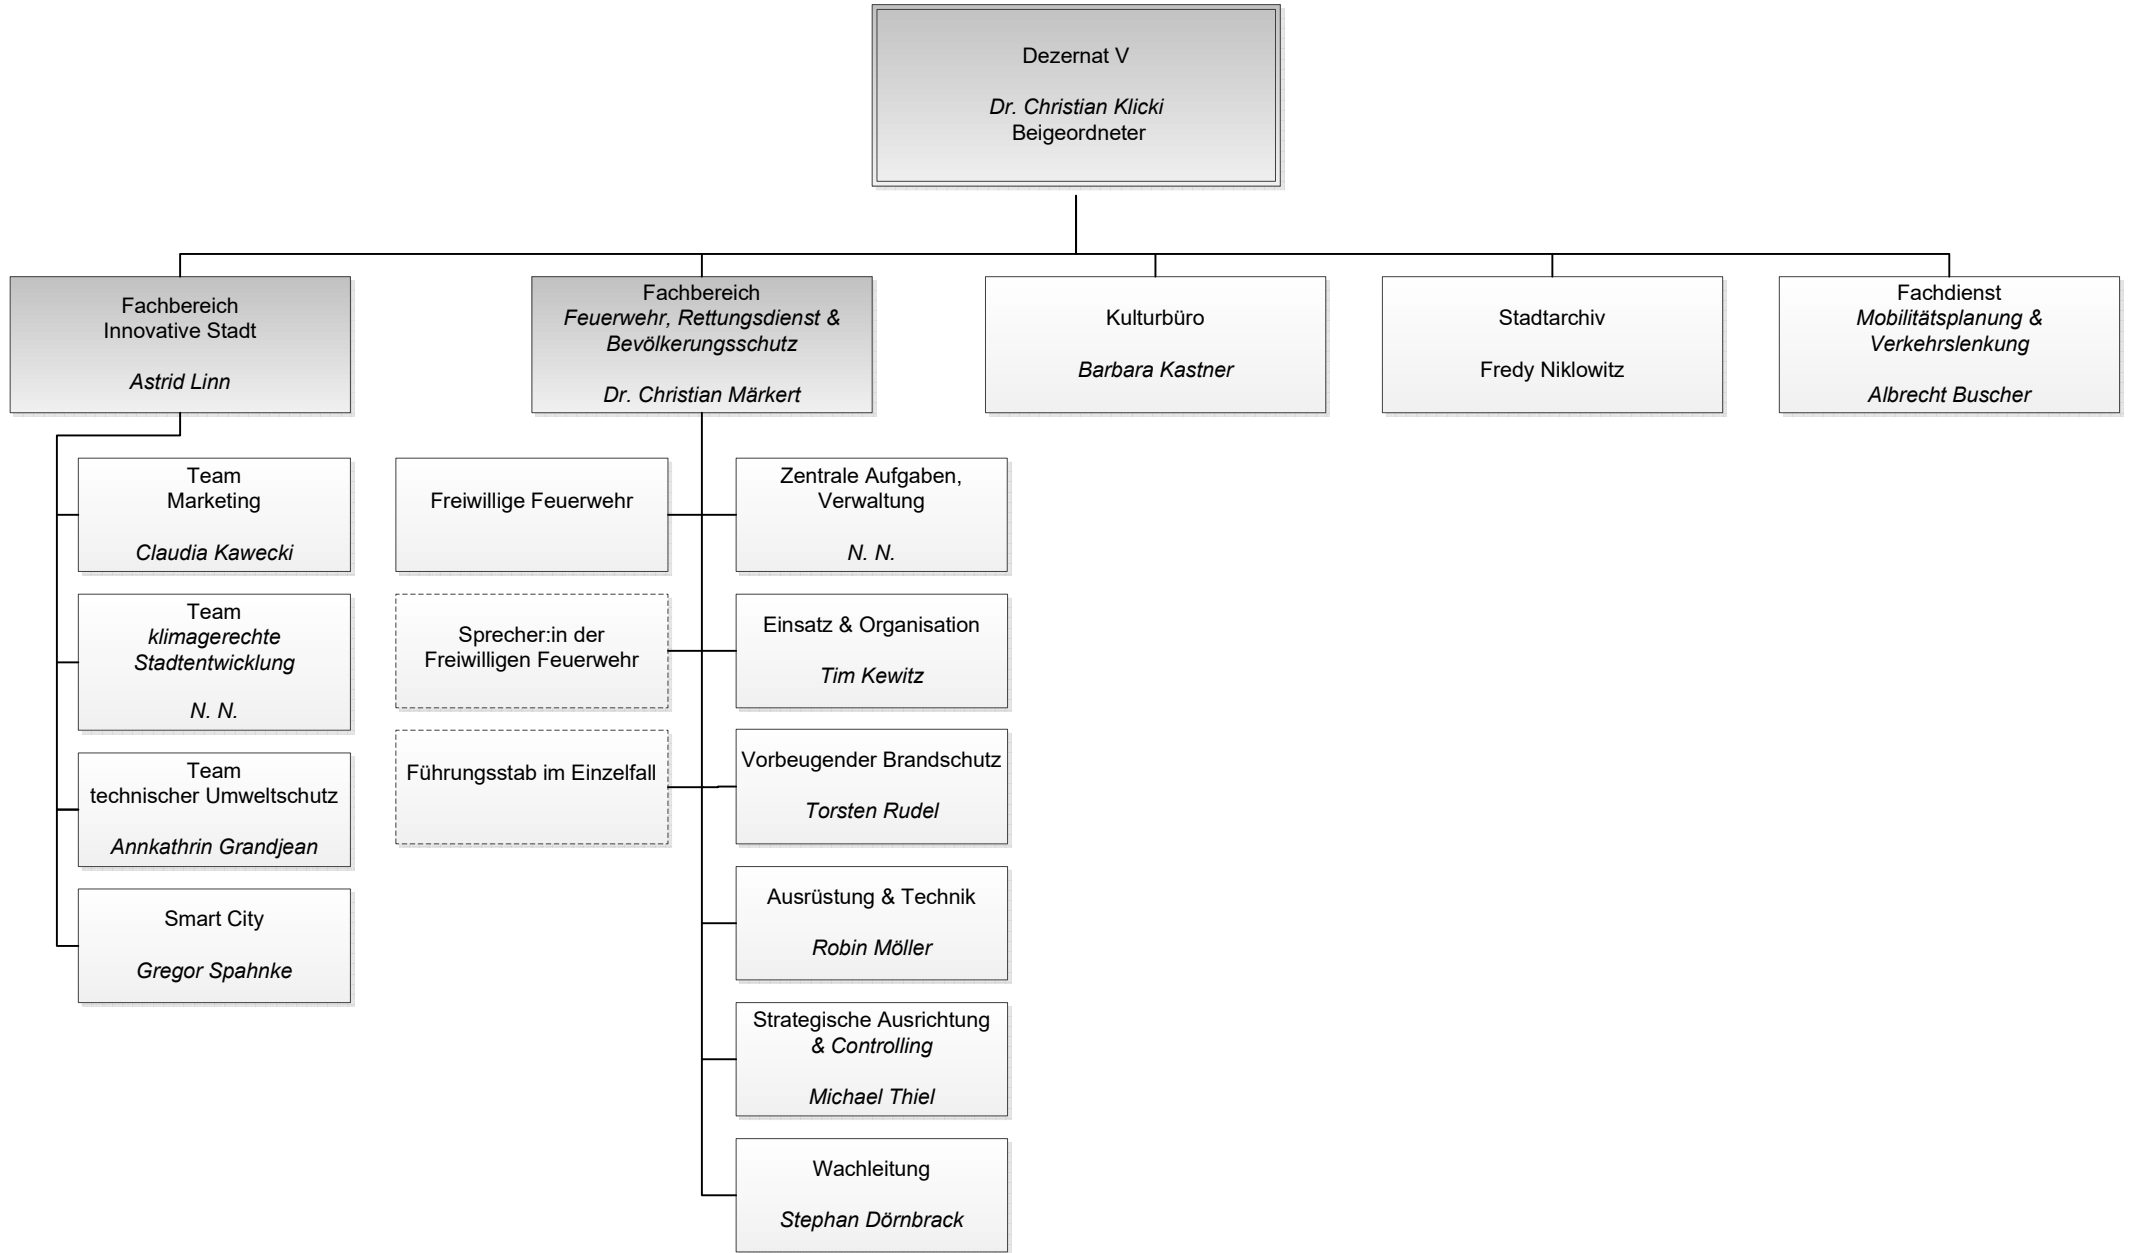 Dezernat V
Dr. Christian Klicki
Beigeordneter
Fachbereich
Innovative Stadt
Astrid Linn
Fachbereich
Feuerwehr, Rettungsdienst &
Bevölkerungsschutz
Dr. Christian Märkert
Kulturbüro
Barbara Kastner
Stadtarchiv
Fredy Niklowitz
Fachdienst
Mobilitätsplanung &
Verkehrslenkung
Albrecht Buscher
Team
Marketing
Claudia Kawecki
Team
klimagerechte
Stadtentwicklung
N. N.
Team
technischer Umweltschutz
Annkathrin Grandjean
Smart City
Gregor Spahnke
Freiwillige Feuerwehr
Sprecher:in der
Freiwilligen Feuerwehr
Führungsstab im Einzelfall
Zentrale Aufgaben,
Verwaltung
N. N.
Einsatz & Organisation
Tim Kewitz
Vorbeugender Brandschutz
Torsten Rudel
Ausrüstung & Technik
Robin Möller
Strategische Ausrichtung
& Controlling
Michael Thiel
Wachleitung
Stephan Dörnbrack